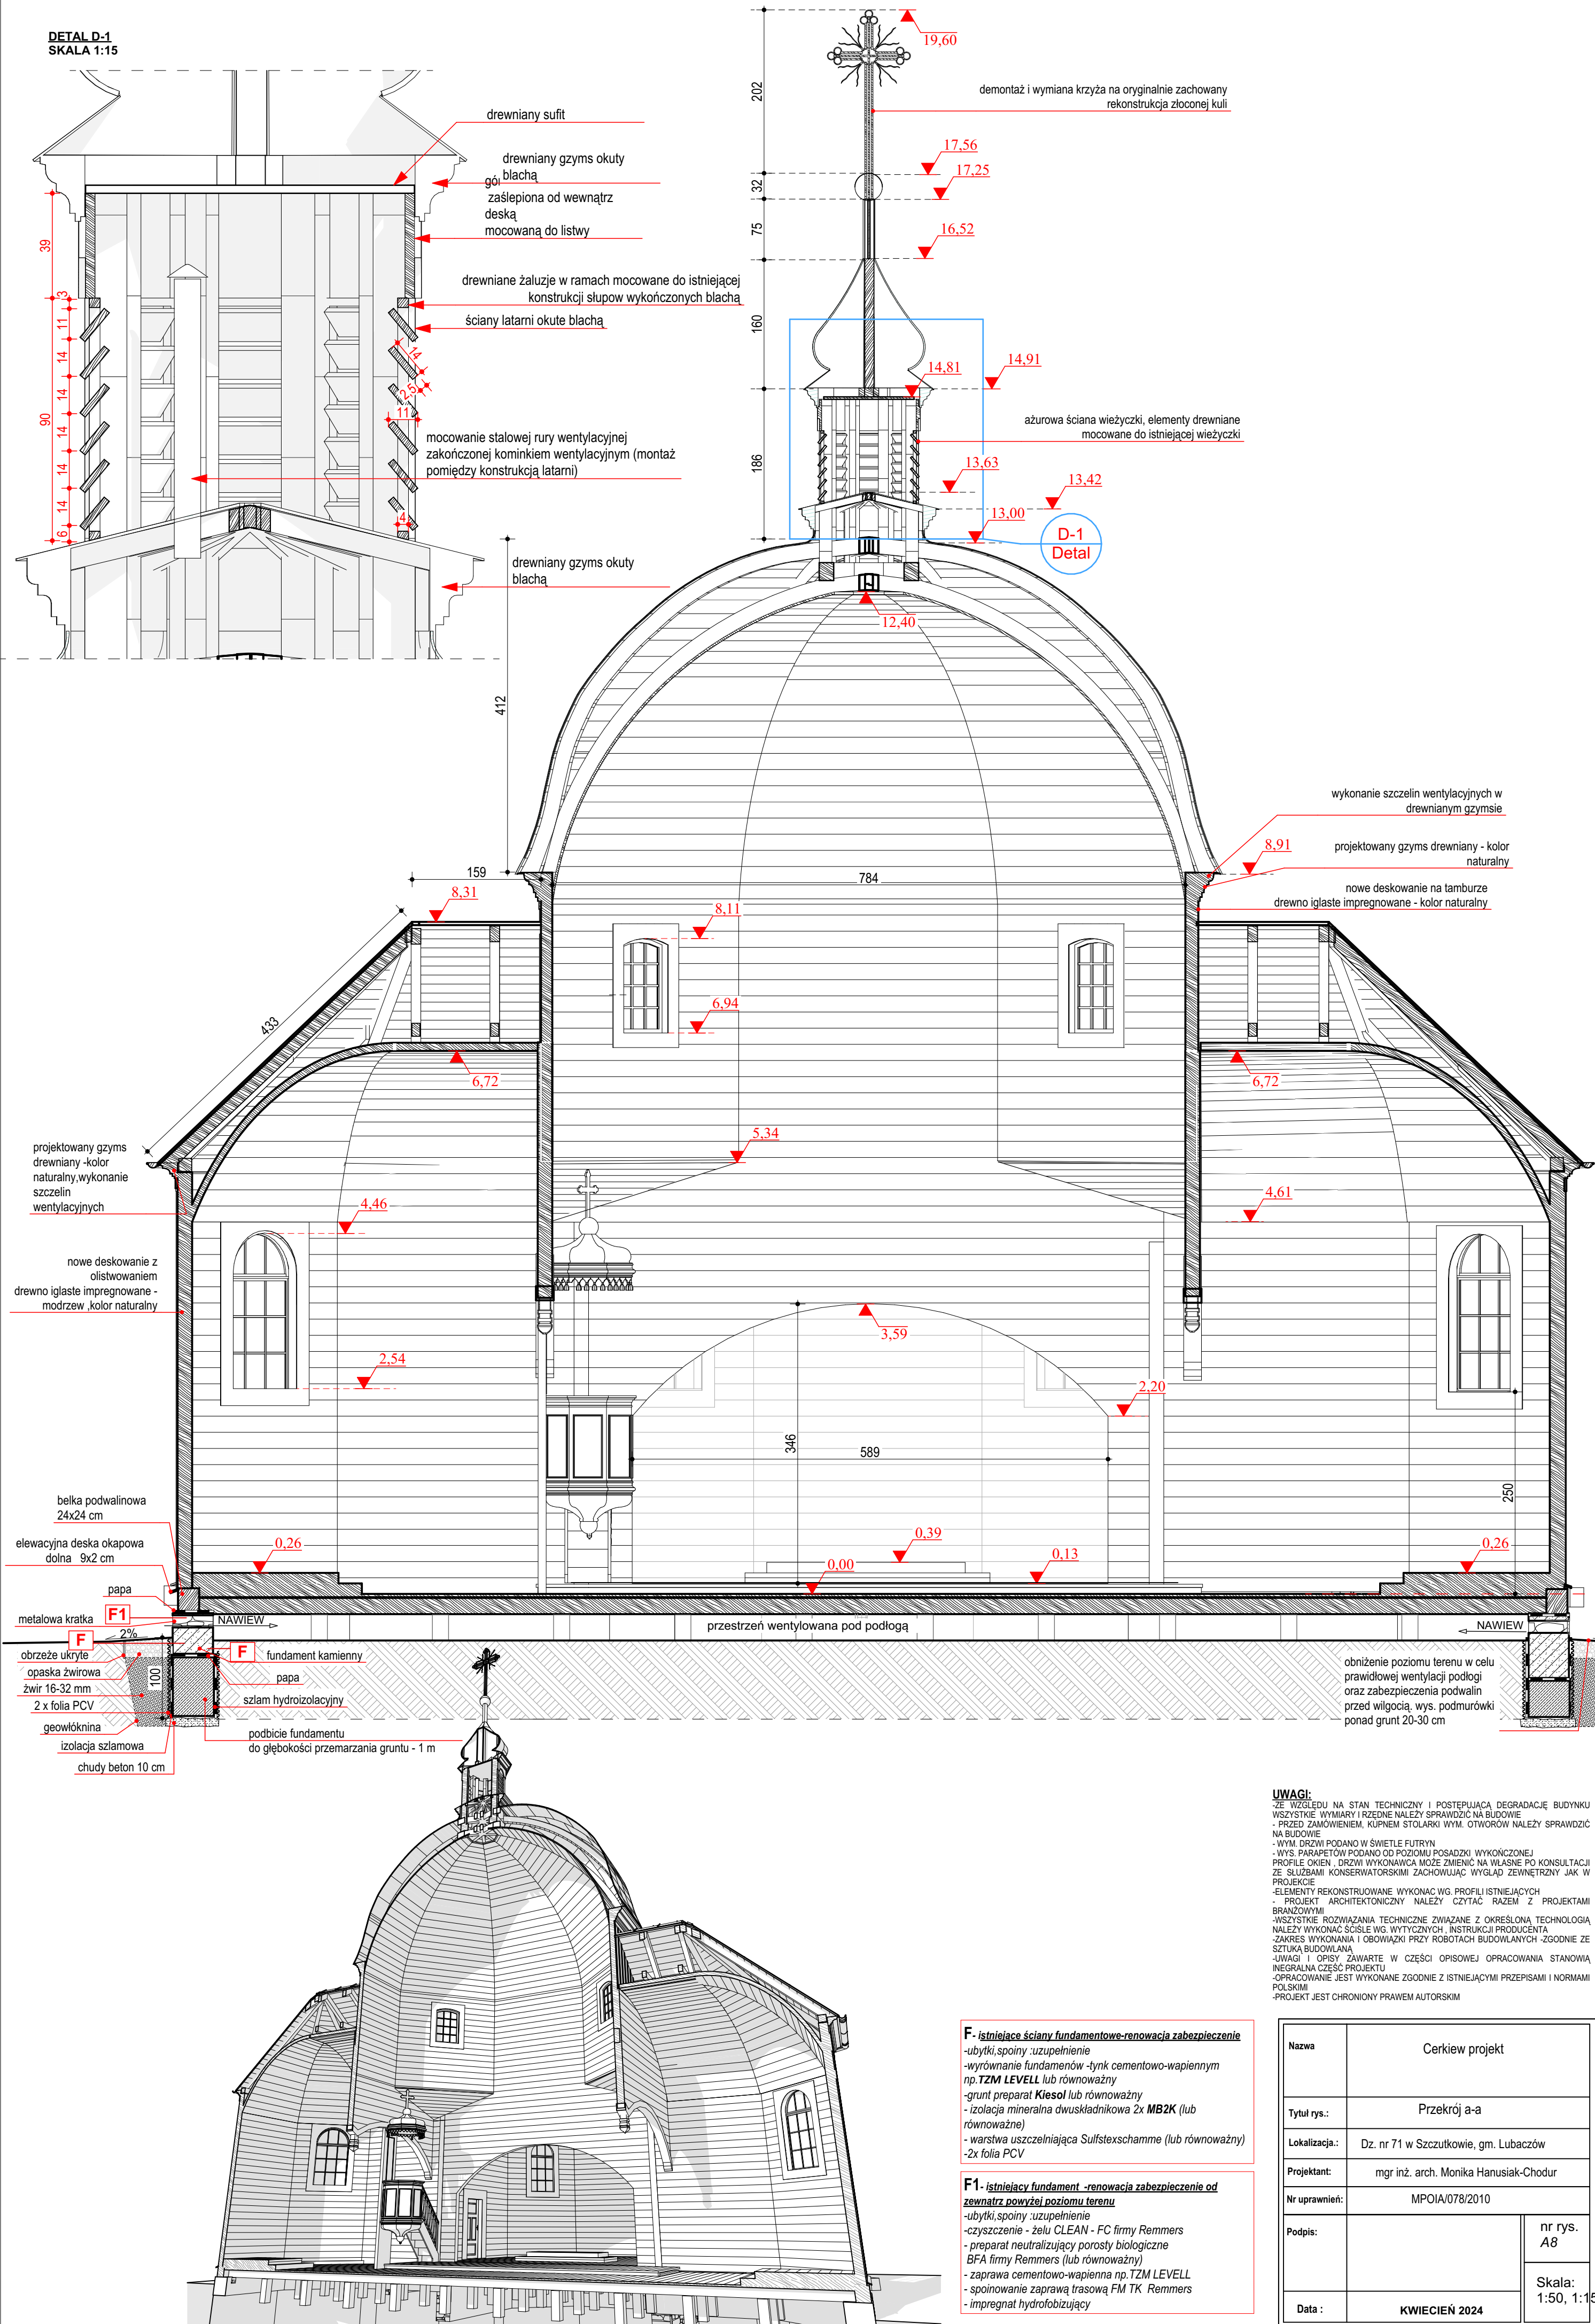 DETAL D-1
SKALA 1:15
drewniany sufit
drewniany gzyms okuty
blachą
gór
zaślepiona od wewnątrz
deską
mocowaną do listwy
drewniane żaluzje w ramach mocowane do istniejącej
konstrukcji słupow wykończonych blachą
ściany latarni okute blachą
mocowanie stalowej rury wentylacyjnej
zakończonej kominkiem wentylacyjnym (montaż
pomiędzy konstrukcją latarni)
drewniany gzyms okuty
blachą
39
3
11
14
14
90
14
14
14
14
6
14
2,5
11
4
19,60
202
demontaż i wymiana krzyża na oryginalnie zachowany
rekonstrukcja złoconej kuli
17,56
17,25
32
75
16,52
160
14,81
14,91
ażurowa ściana wieżyczki, elementy drewniane
mocowane do istniejącej wieżyczki
186
13,63
13,42
13,00
D-1
Detal
12,40
412
wykonanie szczelin wentylacyjnych w
drewnianym gzymsie
8,91
projektowany gzyms drewniany - kolor
naturalny
nowe deskowanie na tamburze
drewno iglaste impregnowane - kolor naturalny
159
784
8,31
8,11
433
6,94
6,72
6,72
5,34
projektowany gzyms
drewniany -kolor
naturalny,wykonanie
szczelin
wentylacyjnych
4,46
4,61
nowe deskowanie z
olistwowaniem
drewno iglaste impregnowane -
modrzew ,kolor naturalny
3,59
2,54
2,20
346
589
250
belka podwalinowa
24x24 cm
elewacyjna deska okapowa
dolna 9x2 cm
0,26
0,39
0,00
0,13
0,26
papa
metalowa kratka
F1
NAWIEW
przestrzeń wentylowana pod podłogą
NAWIEW
2%
F
F
obrzeże ukryte
fundament kamienny
opaska żwirowa
papa
żwir 16-32 mm
100
szlam hydroizolacyjny
2 x folia PCV
geowłóknina
podbicie fundamentu
do głębokości przemarzania gruntu - 1 m
izolacja szlamowa
chudy beton 10 cm
obniżenie poziomu terenu w celu
prawidłowej wentylacji podłogi
oraz zabezpieczenia podwalin
przed wilgocią, wys. podmurówki
ponad grunt 20-30 cm
UWAGI:
-ZE WZGLĘDU NA STAN TECHNICZNY I POSTĘPUJĄCĄ DEGRADACJĘ BUDYNKU
WSZYSTKIE WYMIARY I RZĘDNE NALEŻY SPRAWDZIĆ NA BUDOWIE
- PRZED ZAMÓWIENIEM, KUPNEM STOLARKI WYM. OTWORÓW NALEŻY SPRAWDZIĆ
NA BUDOWIE
- WYM. DRZWI PODANO W ŚWIETLE FUTRYN
- WYS. PARAPETÓW PODANO OD POZIOMU POSADZKI WYKOŃCZONEJ
PROFILE OKIEN , DRZWI WYKONAWCA MOŻE ZMIENIĆ NA WŁASNE PO KONSULTACJI
ZE SŁUŻBAMI KONSERWATORSKIMI ZACHOWUJĄC WYGLĄD ZEWNĘTRZNY JAK W
PROJEKCIE
-ELEMENTY REKONSTRUOWANE WYKONAC WG. PROFILI ISTNIEJĄCYCH
- PROJEKT ARCHITEKTONICZNY NALEŻY CZYTAĆ RAZEM Z PROJEKTAMI
BRANŻOWYMI
-WSZYSTKIE ROZWIĄZANIA TECHNICZNE ZWIĄZANE Z OKREŚLONĄ TECHNOLOGIĄ
NALEŻY WYKONAĆ ŚCIŚLE WG. WYTYCZNYCH , INSTRUKCJI PRODUCENTA
-ZAKRES WYKONANIA I OBOWIĄZKI PRZY ROBOTACH BUDOWLANYCH -ZGODNIE ZE
SZTUKĄ BUDOWLANĄ
-UWAGI I OPISY ZAWARTE W CZĘŚCI OPISOWEJ OPRACOWANIA STANOWIĄ
INEGRALNA CZĘŚĆ PROJEKTU
-OPRACOWANIE JEST WYKONANE ZGODNIE Z ISTNIEJĄCYMI PRZEPISAMI I NORMAMI
POLSKIMI
-PROJEKT JEST CHRONIONY PRAWEM AUTORSKIM
F- istniejące ściany fundamentowe-renowacja zabezpieczenie
-ubytki,spoiny :uzupełnienie
-wyrównanie fundamenów -tynk cementowo-wapiennym
np.TZM LEVELL lub równoważny
-grunt preparat Kiesol lub równoważny
- izolacja mineralna dwuskładnikowa 2x MB2K (lub
równoważne)
- warstwa uszczelniająca Sulfstexschamme (lub równoważny)
-2x folia PCV
F1- istniejący fundament -renowacja zabezpieczenie od
zewnątrz powyżej poziomu terenu
-ubytki,spoiny :uzupełnienie
-czyszczenie - żelu CLEAN - FC firmy Remmers
- preparat neutralizujący porosty biologiczne
BFA firmy Remmers (lub równoważny)
- zaprawa cementowo-wapienna np.TZM LEVELL
- spoinowanie zaprawą trasową FM TK Remmers
- impregnat hydrofobizujący
Nazwa
Cerkiew projekt
Tytuł rys.:
Przekrój a-a
Lokalizacja.:
Dz. nr 71 w Szczutkowie, gm. Lubaczów
Projektant:
mgr inż. arch. Monika Hanusiak-Chodur
Nr uprawnień:
MPOIA/078/2010
Podpis:
nr rys.
A8
Skala:
1:50, 1:15
Data :
KWIECIEŃ 2024